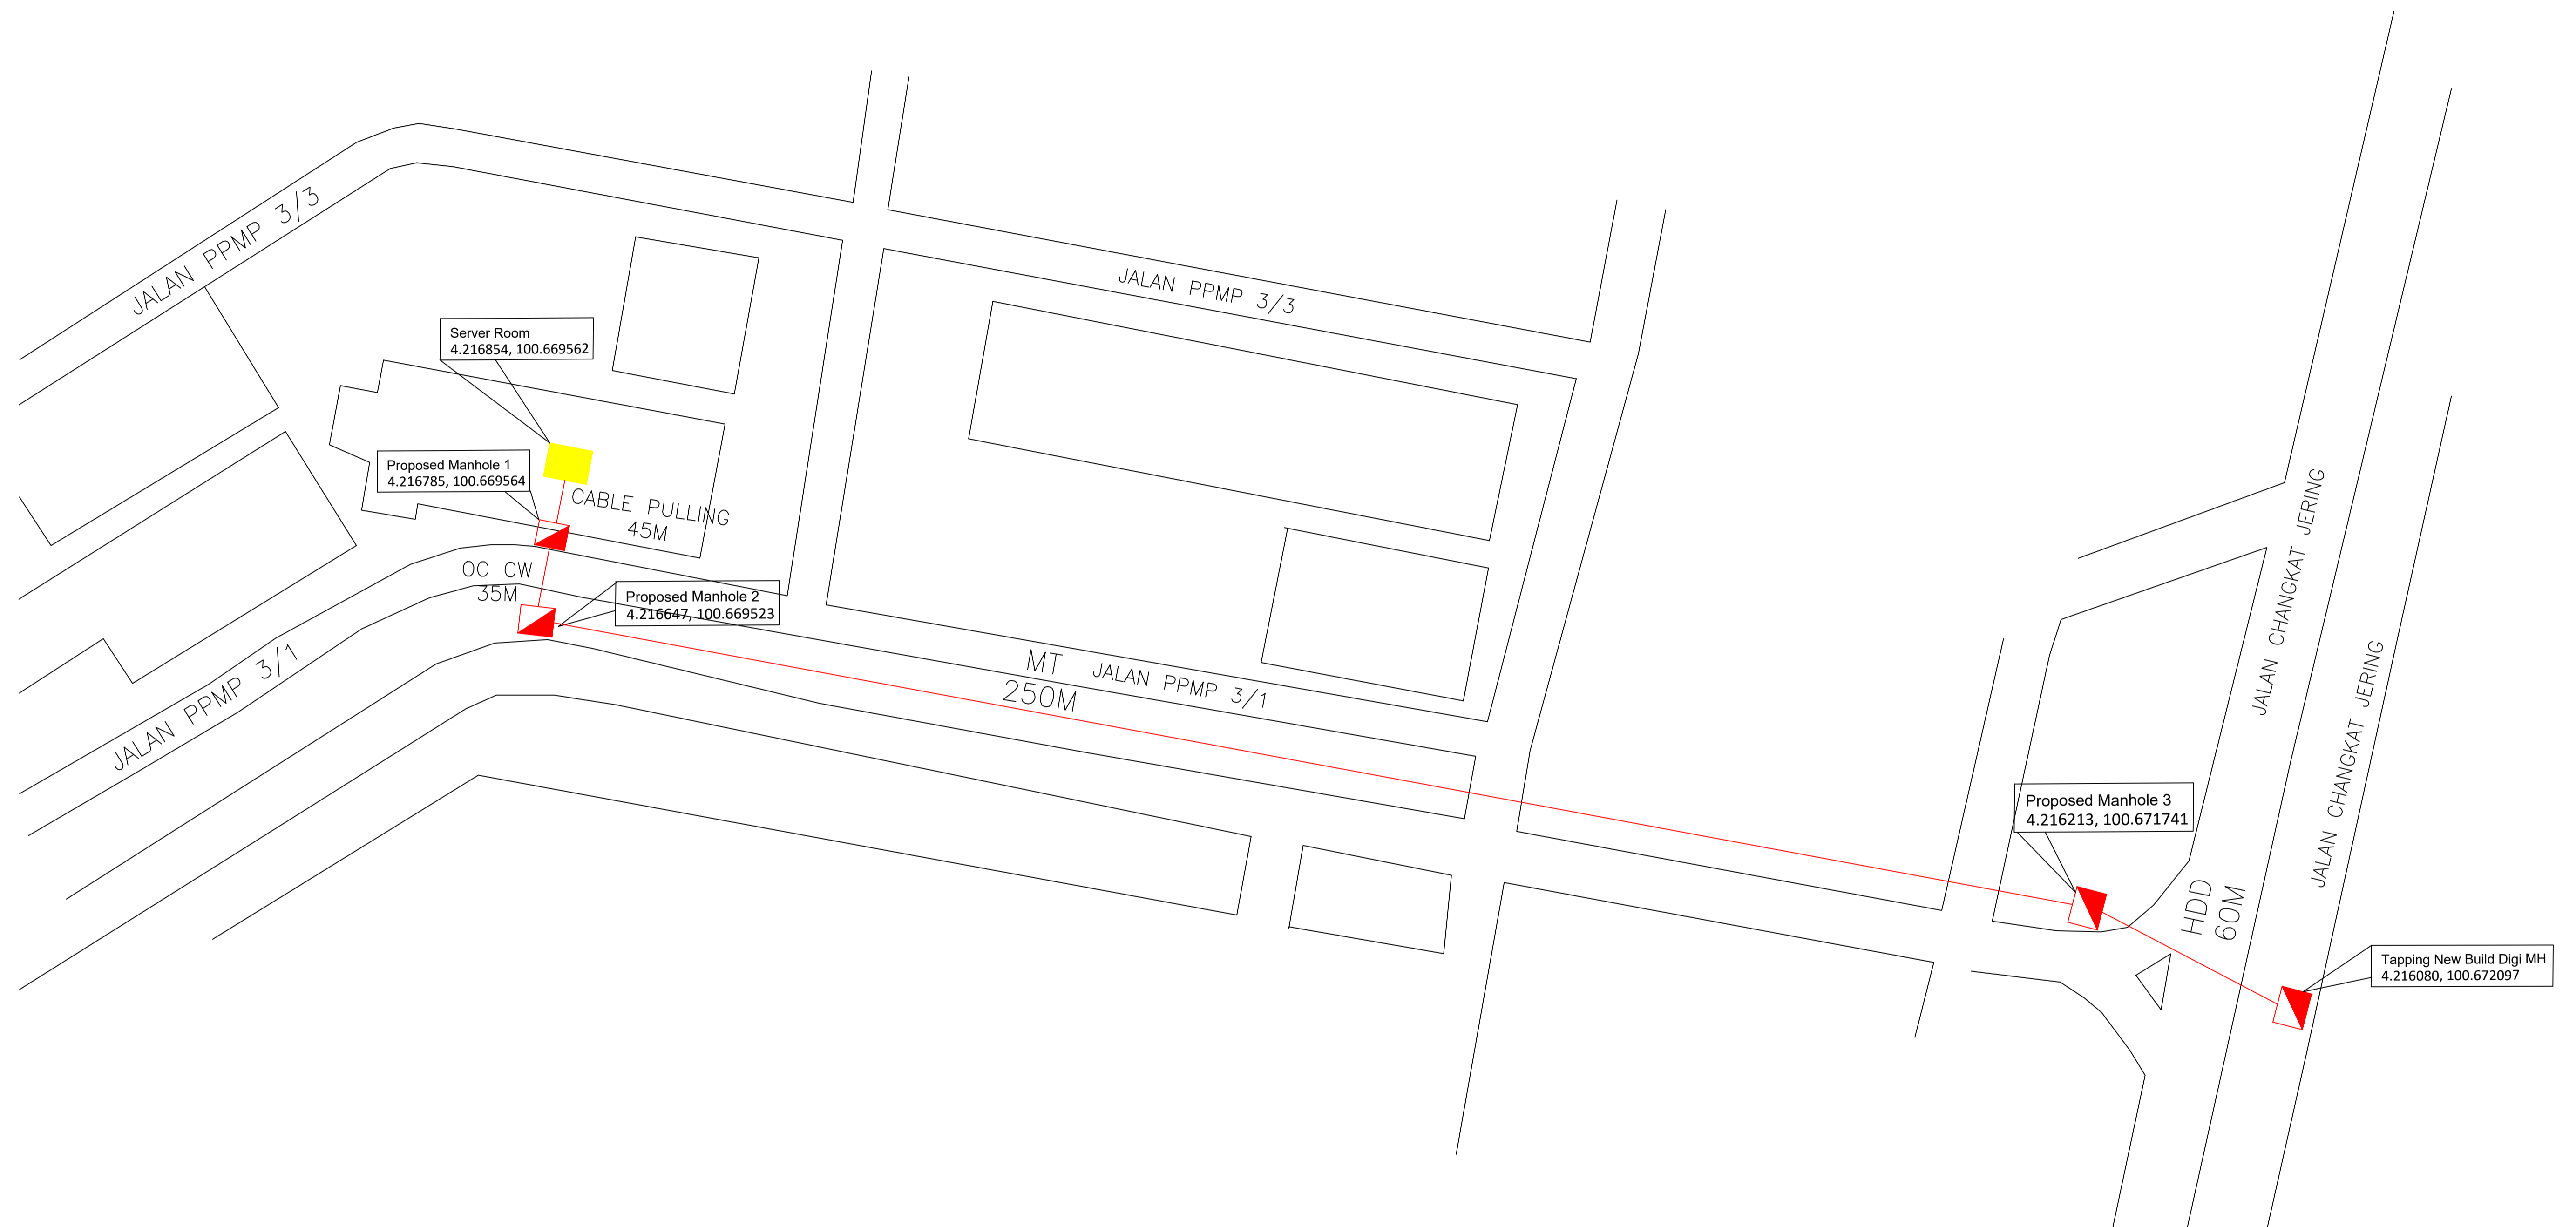 JALAN PPMP 3/3
JALAN PPMP 3/3
Server Room
4.216854, 100.669562
Proposed Manhole 1
4.216785, 100.669564
CABLE PULLING
45M
OC CW
35M
Proposed Manhole 2
4.216647, 100.669523
MT
250M
JALAN PPMP 3/1
JALAN PPMP 3/1
JALAN CHANGKAT JERING
JALAN CHANGKAT JERING
Proposed Manhole 3
4.216213, 100.671741
HDD
60M
Tapping New Build Digi MH
4.216080, 100.672097